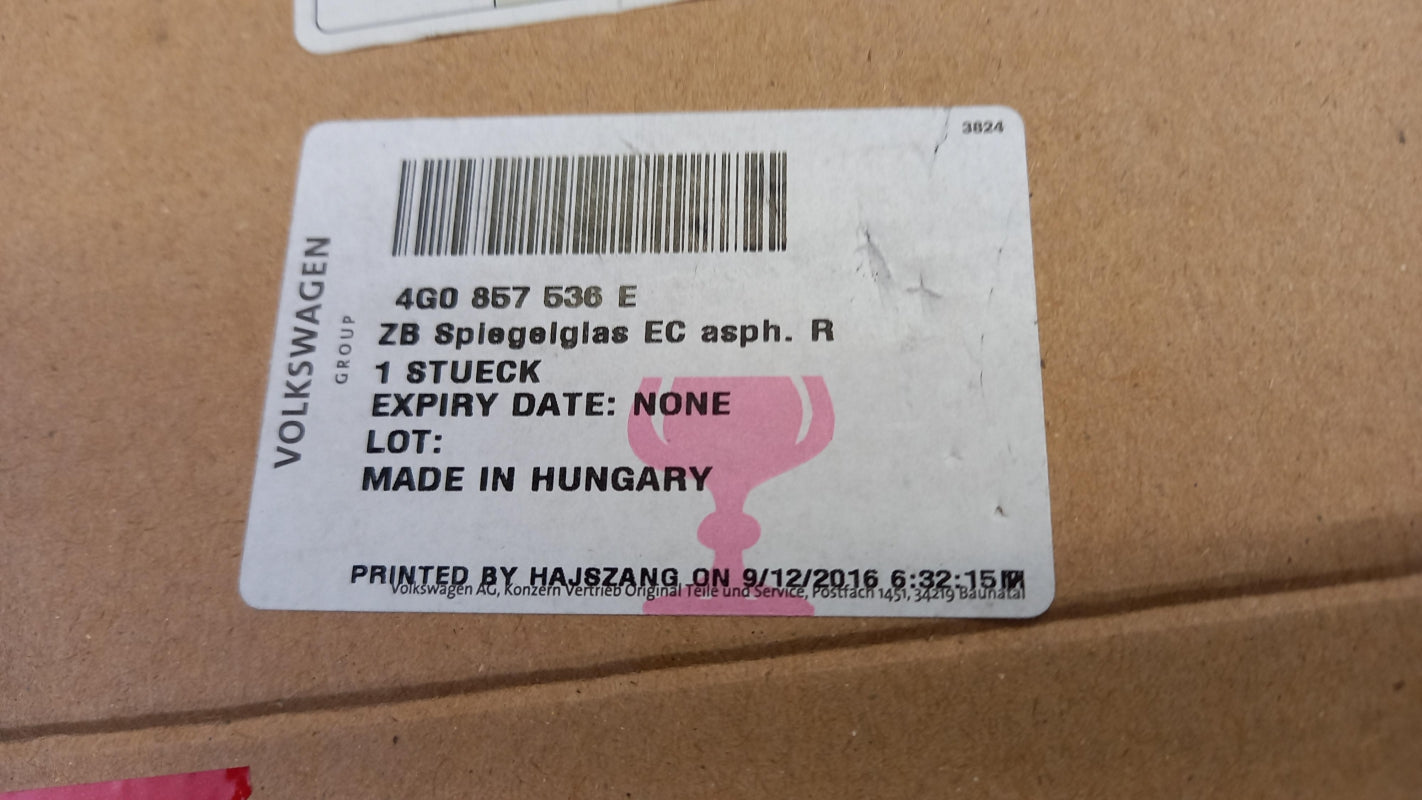 3824
VOLKSWAGEN
GROUP
4G0 857 536 E
ZB Spiegelglas EC asph. R
1 STUECK
EXPIRY DATE: NONE
LOT:
MADE IN HUNGARY
PRINTED BY HAJSZANG ON 9/12/2016 6:32:15
Volkswagen AG, Konzern Vertrieb Original Teile und Service, Postfach 1451, 34219 Baunatal